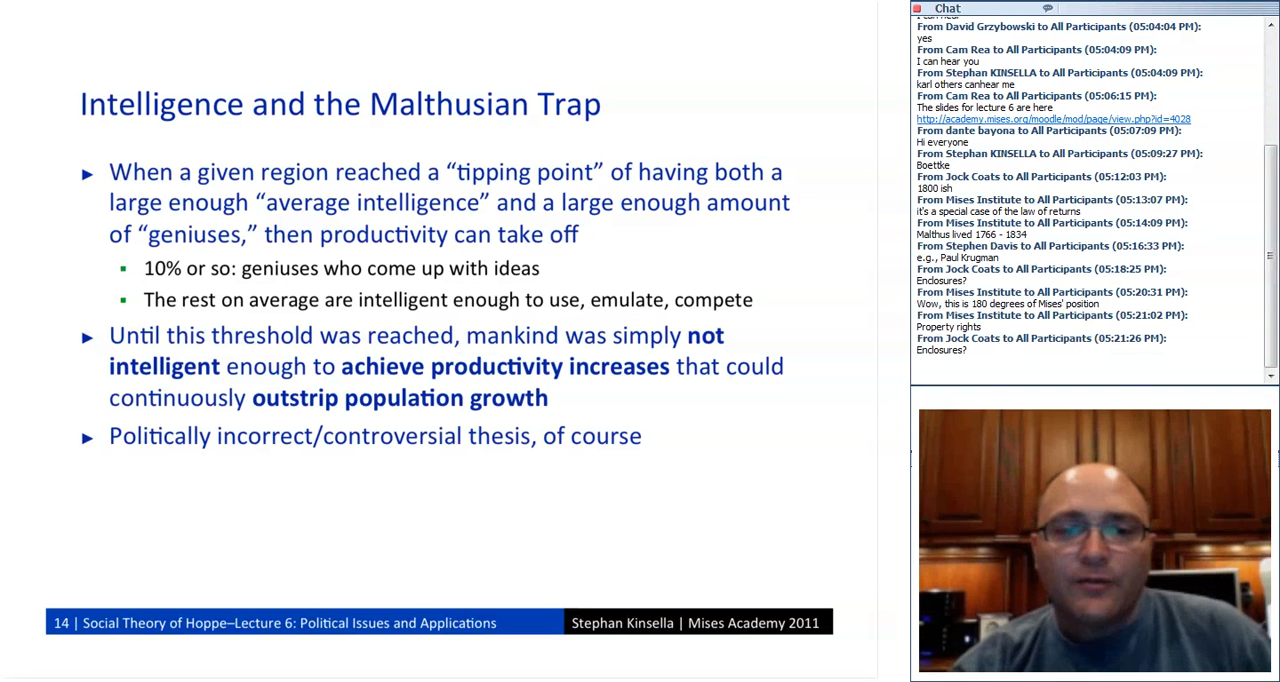 Intelligence and the Malthusian Trap
► When a given region reached a “tipping point” of having both a
large enough “average intelligence” and a large enough amount
of “geniuses,” then productivity can take off
▪ 10% or so: geniuses who come up with ideas
▪ The rest on average are intelligent enough to use, emulate, compete
► Until this threshold was reached, mankind was simply not
intelligent enough to achieve productivity increases that could
continuously outstrip population growth
► Politically incorrect/controversial thesis, of course
14 | Social Theory of Hoppe–Lecture 6: Political Issues and Applications
Stephan Kinsella | Mises Academy 2011
Chat
From David Grzybowski to All Participants (05:04:04 PM):
yes
From Cam Rea to All Participants (05:04:09 PM):
I can hear you
From Stephan KINSELLA to All Participants (05:04:09 PM):
karl others canhear me
From Cam Rea to All Participants (05:06:15 PM):
The slides for lecture 6 are here
http://academy.mises.org/moodle/mod/page/view.php?id=4028
From dante bayona to All Participants (05:07:09 PM):
Hi everyone
From Stephan KINSELLA to All Participants (05:09:27 PM):
Boettke
From Jock Coats to All Participants (05:12:03 PM):
1800 ish
From Mises Institute to All Participants (05:13:07 PM):
it's a special case of the law of returns
From Mises Institute to All Participants (05:14:09 PM):
Malthus lived 1766 - 1834
From Stephen Davis to All Participants (05:16:33 PM):
e.g., Paul Krugman
From Jock Coats to All Participants (05:18:25 PM):
Enclosures?
From Mises Institute to All Participants (05:20:31 PM):
Wow, this is 180 degrees of Mises' position
From Mises Institute to All Participants (05:21:02 PM):
Property rights
From Jock Coats to All Participants (05:21:26 PM):
Enclosures?